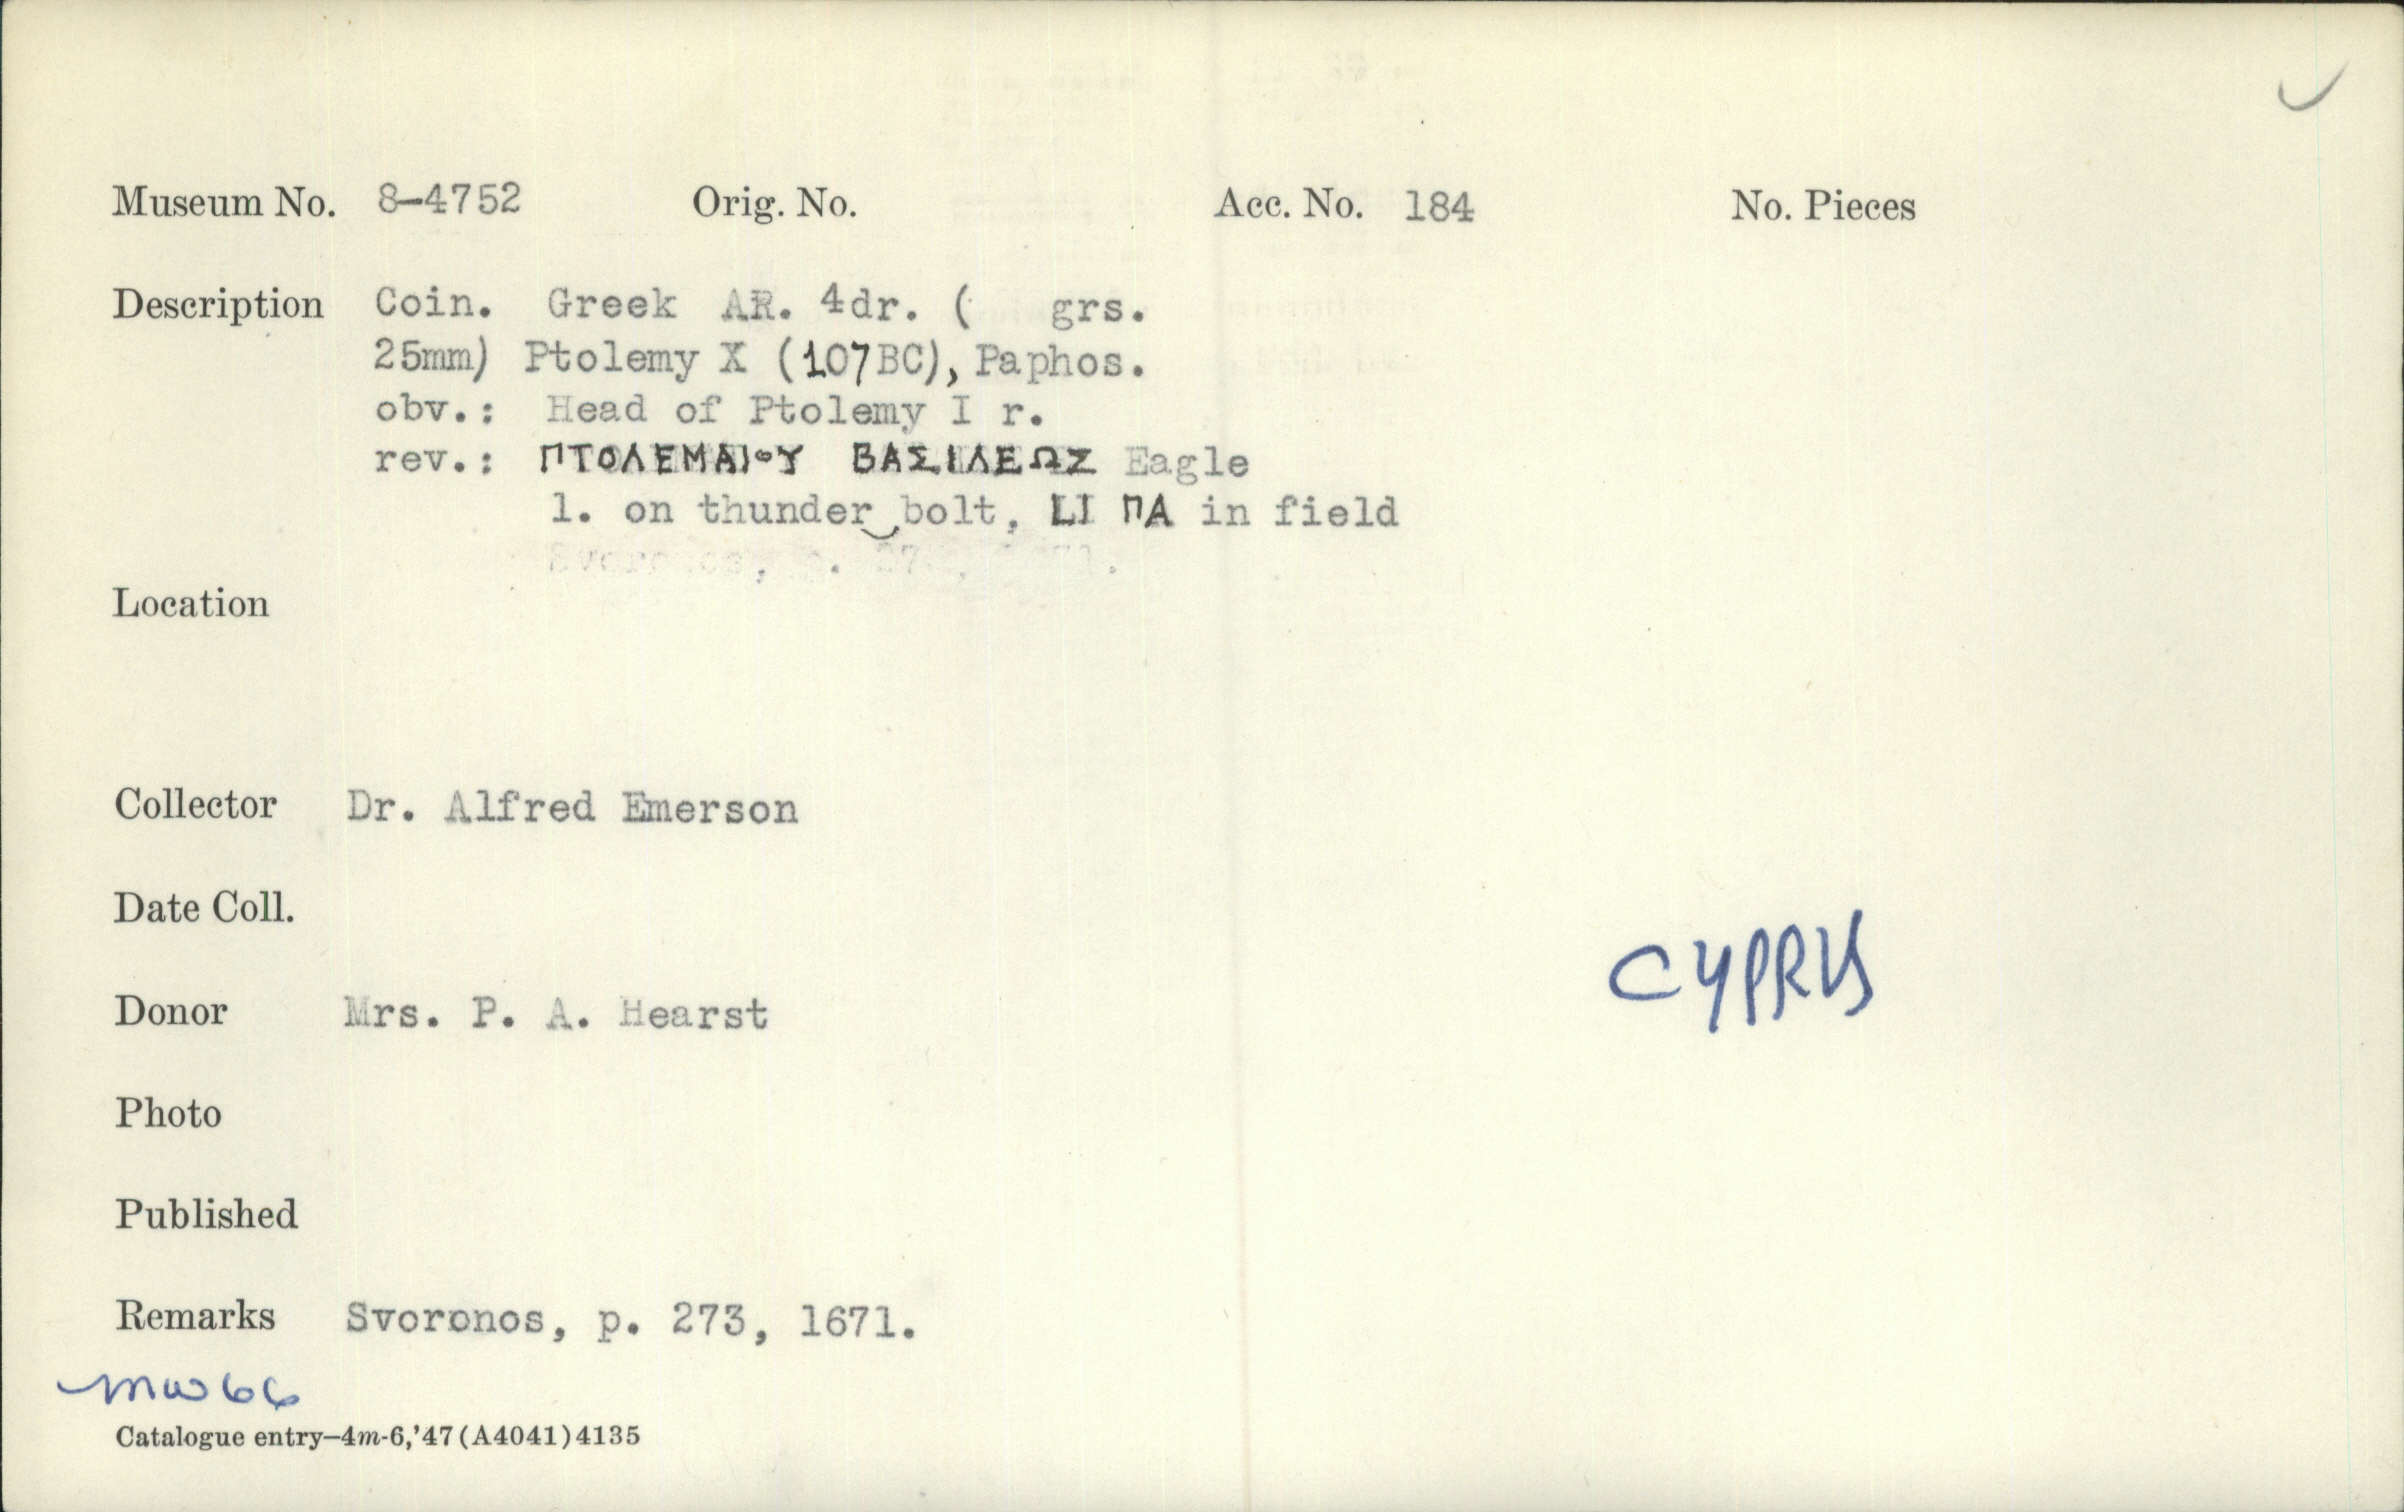 Museum No. 8-4752 Orig. No. Acc. No. 184 No. Pieces
Description Coin. Greek AR. 4dr. ( grs.
25mm) Ptolemy X (107BC), Paphos.
obv.: Head of Ptolemy I r.
rev.: ΠΤΟΛΕΜΑΙΟΥ ΒΑΣΙΛΕΩΣ Eagle
l. on thunder bolt, LI ΠΑ in field
Svoronos, p. 273, 1671.
Location
Collector Dr. Alfred Emerson
Date Coll.
CYPRUS
Donor Mrs. P. A. Hearst
Photo
Published
Remarks Svoronos, p. 273, 1671.
mw66
Catalogue entry—4m-6,'47(A4041)4135